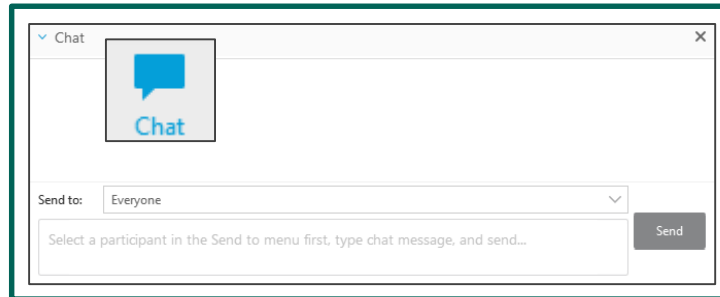 Chat
Chat
Send to:
Everyone
Select a participant in the Send to menu first, type chat message, and send...
Send